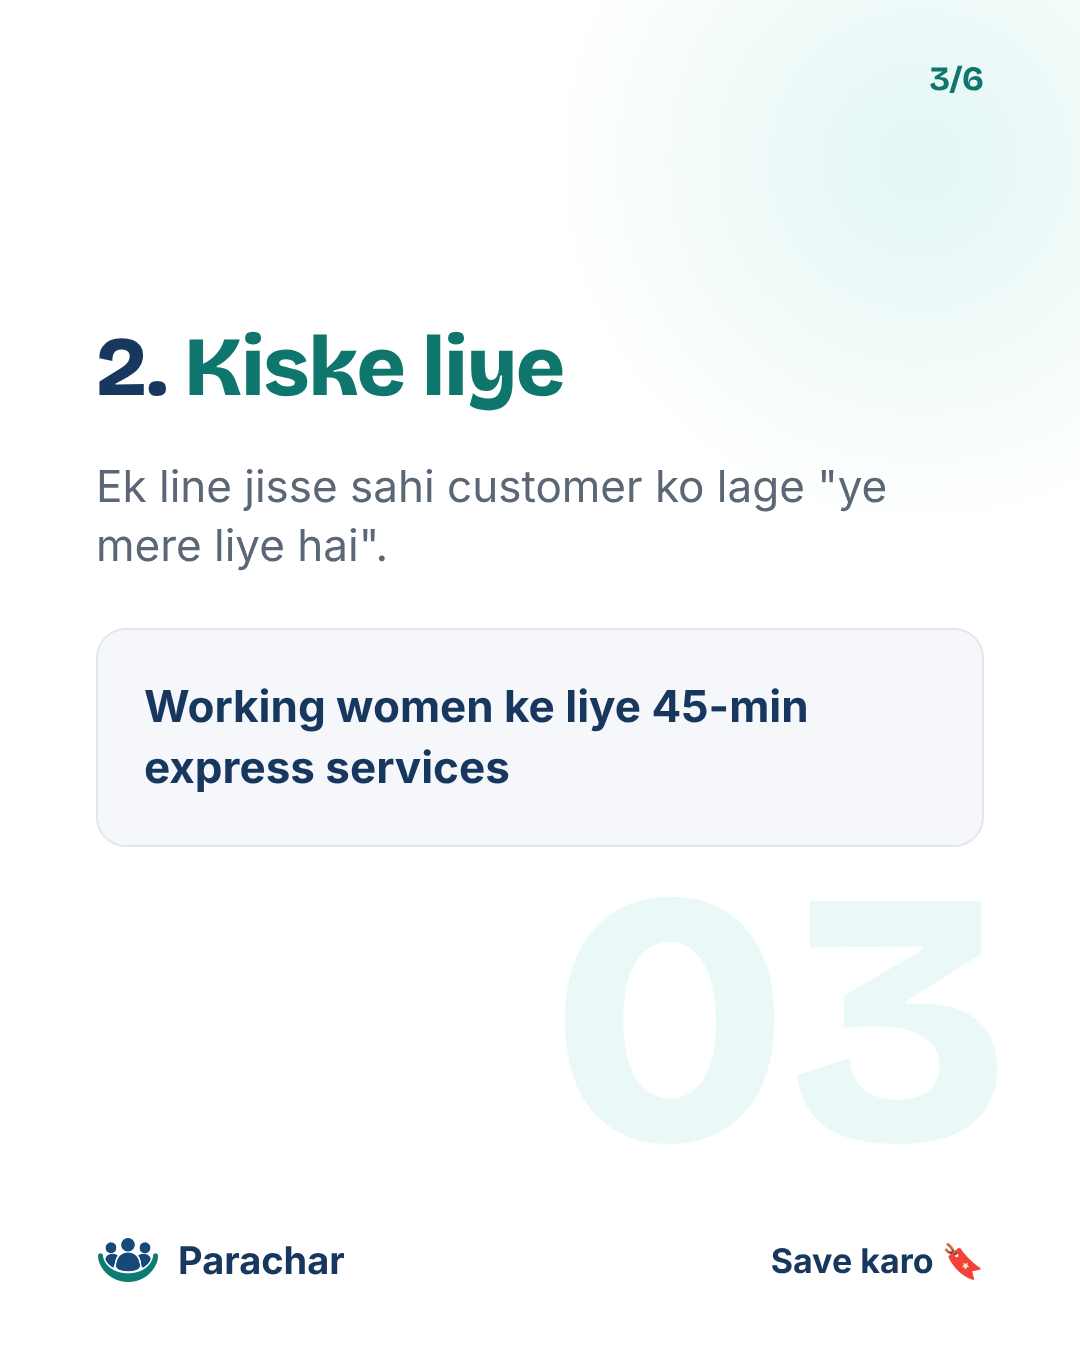 3/6
2. Kiske liye
Ek line jisse sahi customer ko lage "ye
mere liye hai".
Working women ke liye 45-min
express services
03
Parachar
Save karo 🔖